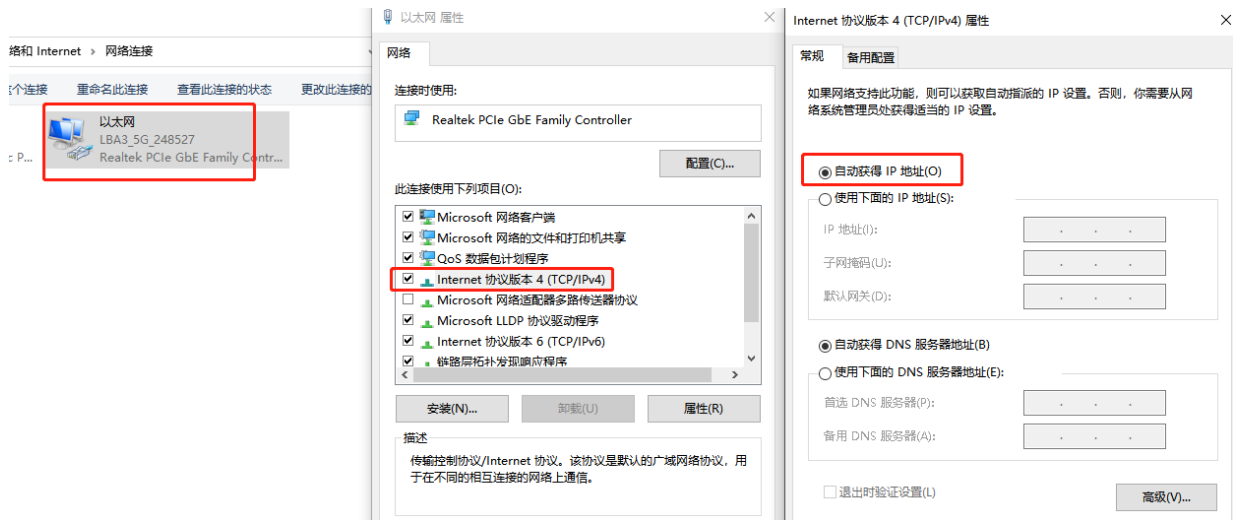 络和 Internet › 网络连接
个连接 重命名此连接 查看此连接的状态 更改此连接的
以太网
LBA3_5G_248527
Realtek PCIe GbE Family Contr...
P...
以太网 属性
网络
连接时使用:
Realtek PCIe GbE Family Controller
配置(C)...
此连接使用下列项目(O):
Microsoft 网络客户端
Microsoft 网络的文件和打印机共享
QoS 数据包计划程序
Internet 协议版本 4 (TCP/IPv4)
Microsoft 网络适配器多路传送器协议
Microsoft LLDP 协议驱动程序
Internet 协议版本 6 (TCP/IPv6)
链路层拓扑发现响应程序
安装(N)... 卸载(U) 属性(R)
描述
传输控制协议/Internet 协议。该协议是默认的广域网络协议，用
于在不同的相互连接的网络上通信。
Internet 协议版本 4 (TCP/IPv4) 属性
常规 备用配置
如果网络支持此功能，则可以获取自动指派的 IP 设置。否则，你需要从网
络系统管理员处获得适当的 IP 设置。
自动获得 IP 地址(O)
使用下面的 IP 地址(S):
IP 地址(I):
子网掩码(U):
默认网关(D):
自动获得 DNS 服务器地址(B)
使用下面的 DNS 服务器地址(E):
首选 DNS 服务器(P):
备用 DNS 服务器(A):
退出时验证设置(L)
高级(V)...